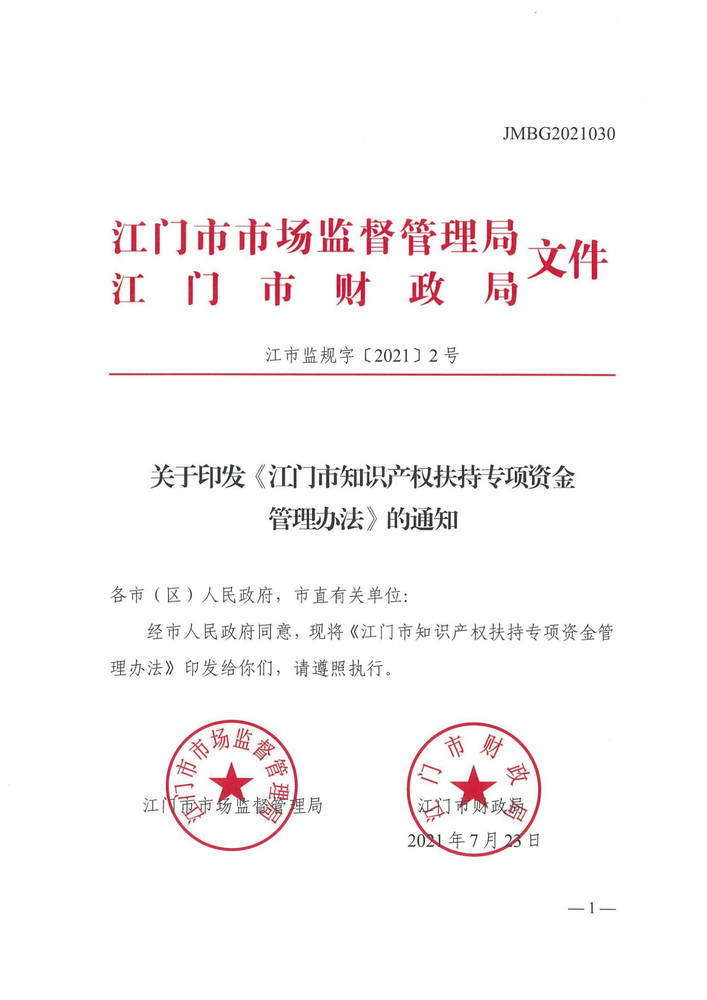 JMBG2021030
江门市市场监督管理局
江门市财政局
文件
江市监规字〔2021〕2号
关于印发《江门市知识产权扶持专项资金
管理办法》的通知
各市（区）人民政府，市直有关单位：
经市人民政府同意，现将《江门市知识产权扶持专项资金管
理办法》印发给你们，请遵照执行。
江门市市场监督管理局
江门市财政局
江门市市场监督管理局
江门市财政局
2021年7月23日
— 1 —